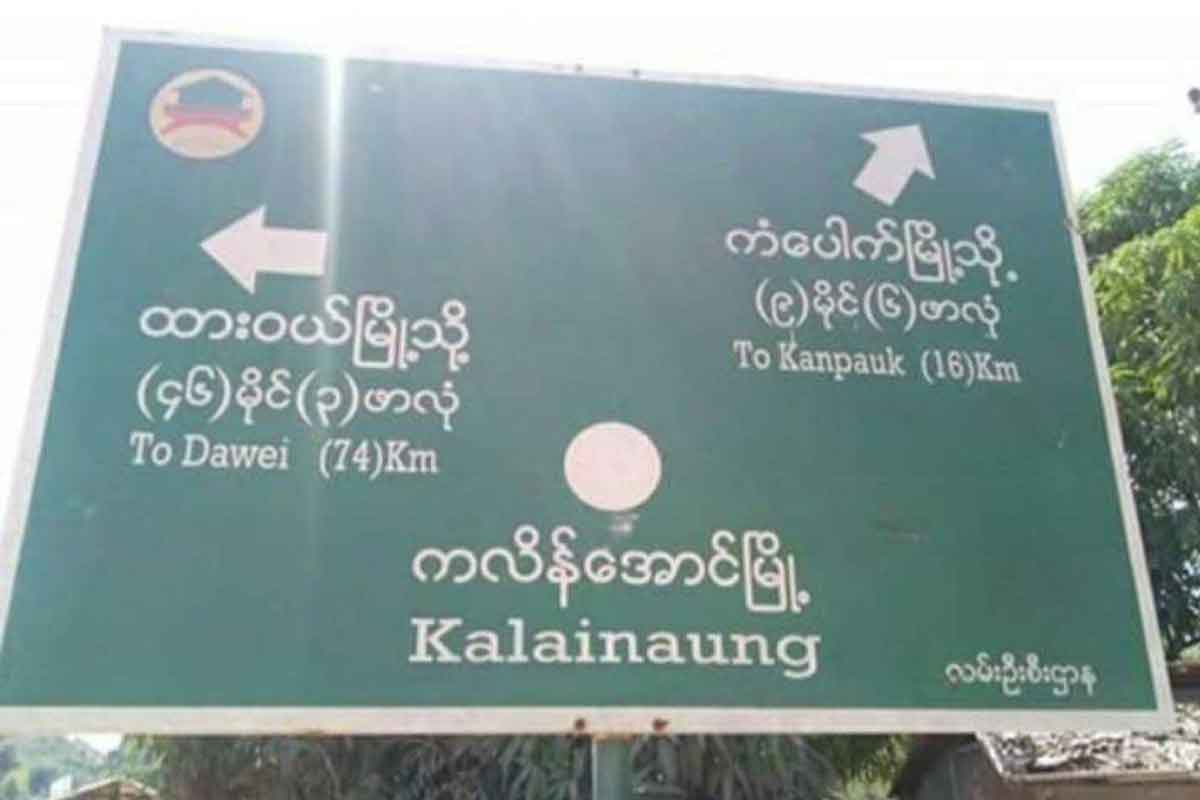 ထားဝယ်မြို့သို့
(၄၆)မိုင်(၃)ဖာလုံ
To Dawei (74)Km
ကံပေါက်မြို့သို့
(၉)မိုင်(၆)ဖာလုံ
To Kanpauk (16)Km
ကလိန်အောင်မြို့
Kalainaung
လမ်းဦးစီးဌာန